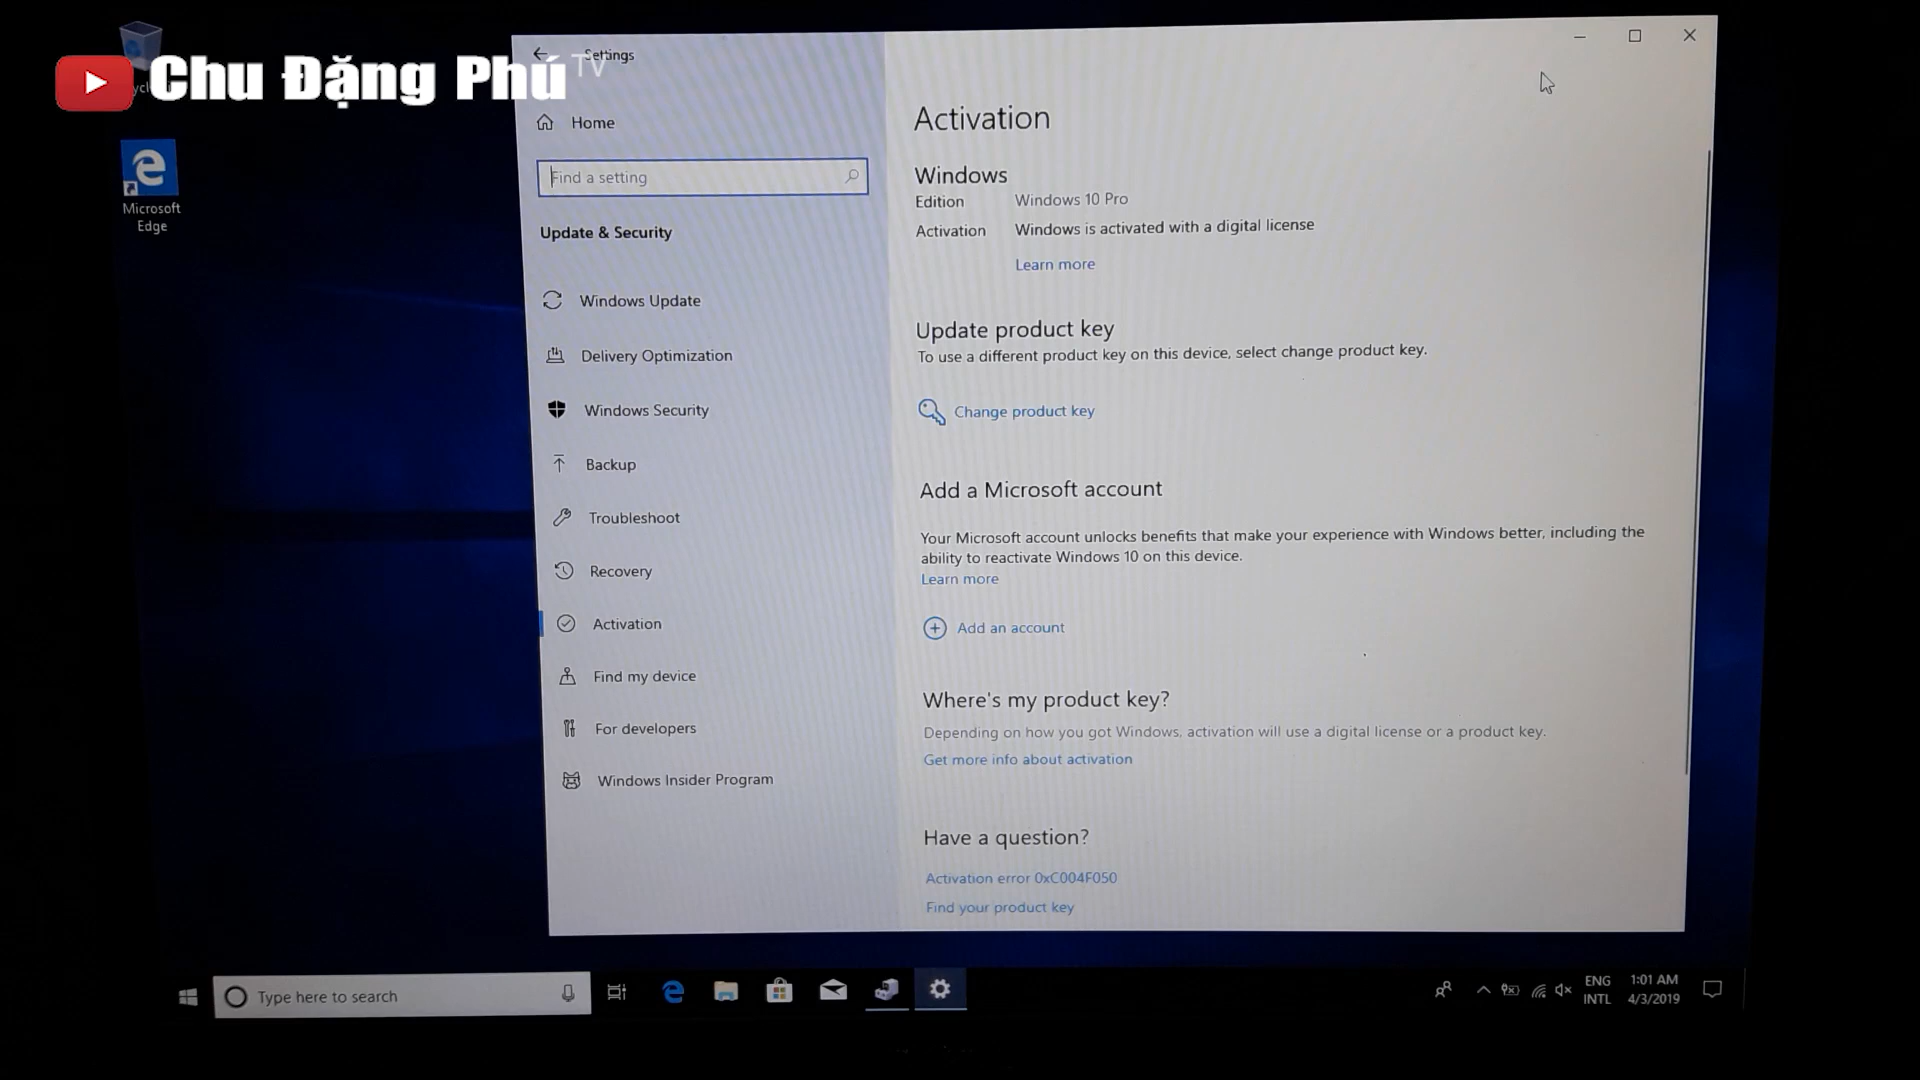 Chu Đặng Phú TV
Microsoft
Edge
Settings
Home
Find a setting
Update & Security
Windows Update
Delivery Optimization
Windows Security
Backup
Troubleshoot
Recovery
Activation
Find my device
For developers
Windows Insider Program
Activation
Windows
Edition Windows 10 Pro
Activation Windows is activated with a digital license
Learn more
Update product key
To use a different product key on this device, select change product key.
Change product key
Add a Microsoft account
Your Microsoft account unlocks benefits that make your experience with Windows better, including the
ability to reactivate Windows 10 on this device.
Learn more
Add an account
Where's my product key?
Depending on how you got Windows, activation will use a digital license or a product key.
Get more info about activation
Have a question?
Activation error 0xC004F050
Find your product key
Type here to search
ENG
INTL
1:01 AM
4/3/2019